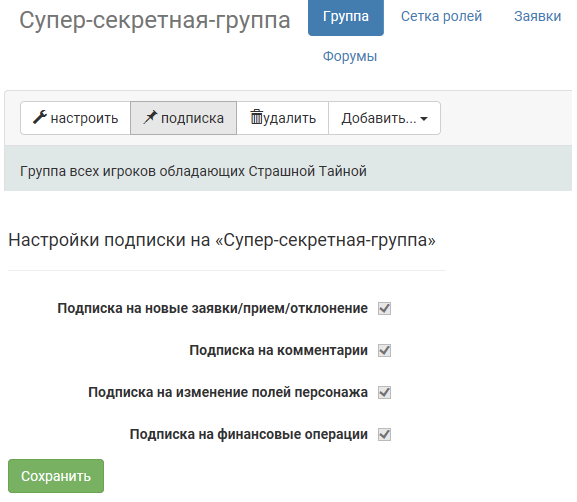 Супер-секретная-группа
Группа
Сетка ролей
Заявки
Форумы
настроить
подписка
удалить
Добавить...
Группа всех игроков обладающих Страшной Тайной
Настройки подписки на «Супер-секретная-группа»
Подписка на новые заявки/прием/отклонение
Подписка на комментарии
Подписка на изменение полей персонажа
Подписка на финансовые операции
Сохранить